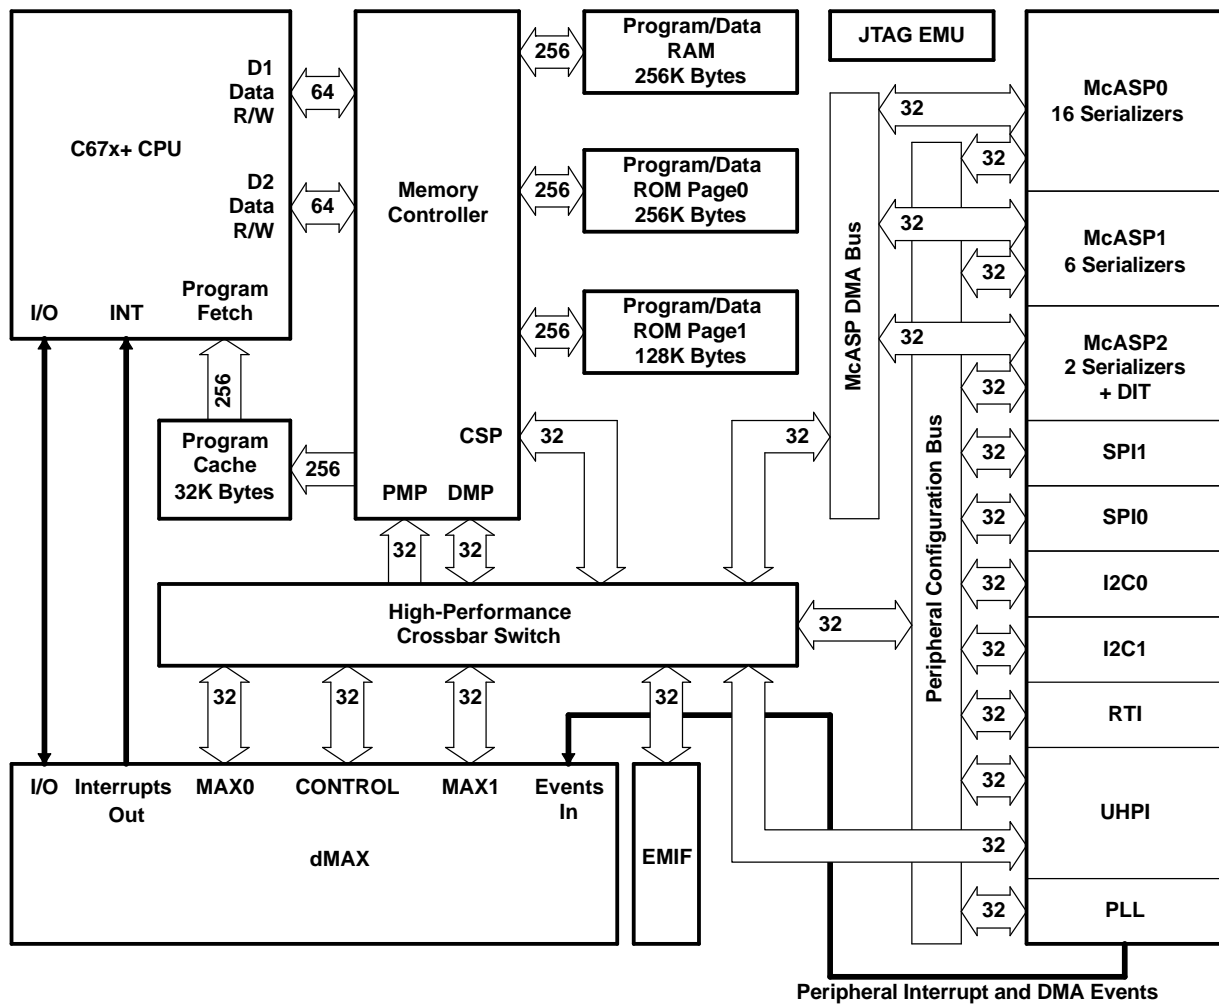 D1
Data
R/W
64
C67x+ CPU
D2
Data
R/W
64
I/O
INT
Program
Fetch
256
Program
Cache
32K Bytes
256
Memory
Controller
CSP
32
PMP
DMP
32
32
256
Program/Data
RAM
256K Bytes
256
Program/Data
ROM Page0
256K Bytes
256
Program/Data
ROM Page1
128K Bytes
JTAG EMU
McASP DMA Bus
32
Peripheral Configuration Bus
32
32
32
McASP0
16 Serializers
32
32
McASP1
6 Serializers
32
32
McASP2
2 Serializers
+ DIT
32
SPI1
32
SPI0
32
I2C0
32
I2C1
32
RTI
32
UHPI
32
32
PLL
High-Performance
Crossbar Switch
32
32
32
32
I/O
Interrupts
Out
MAX0
CONTROL
MAX1
Events
In
dMAX
EMIF
Peripheral Interrupt and DMA Events